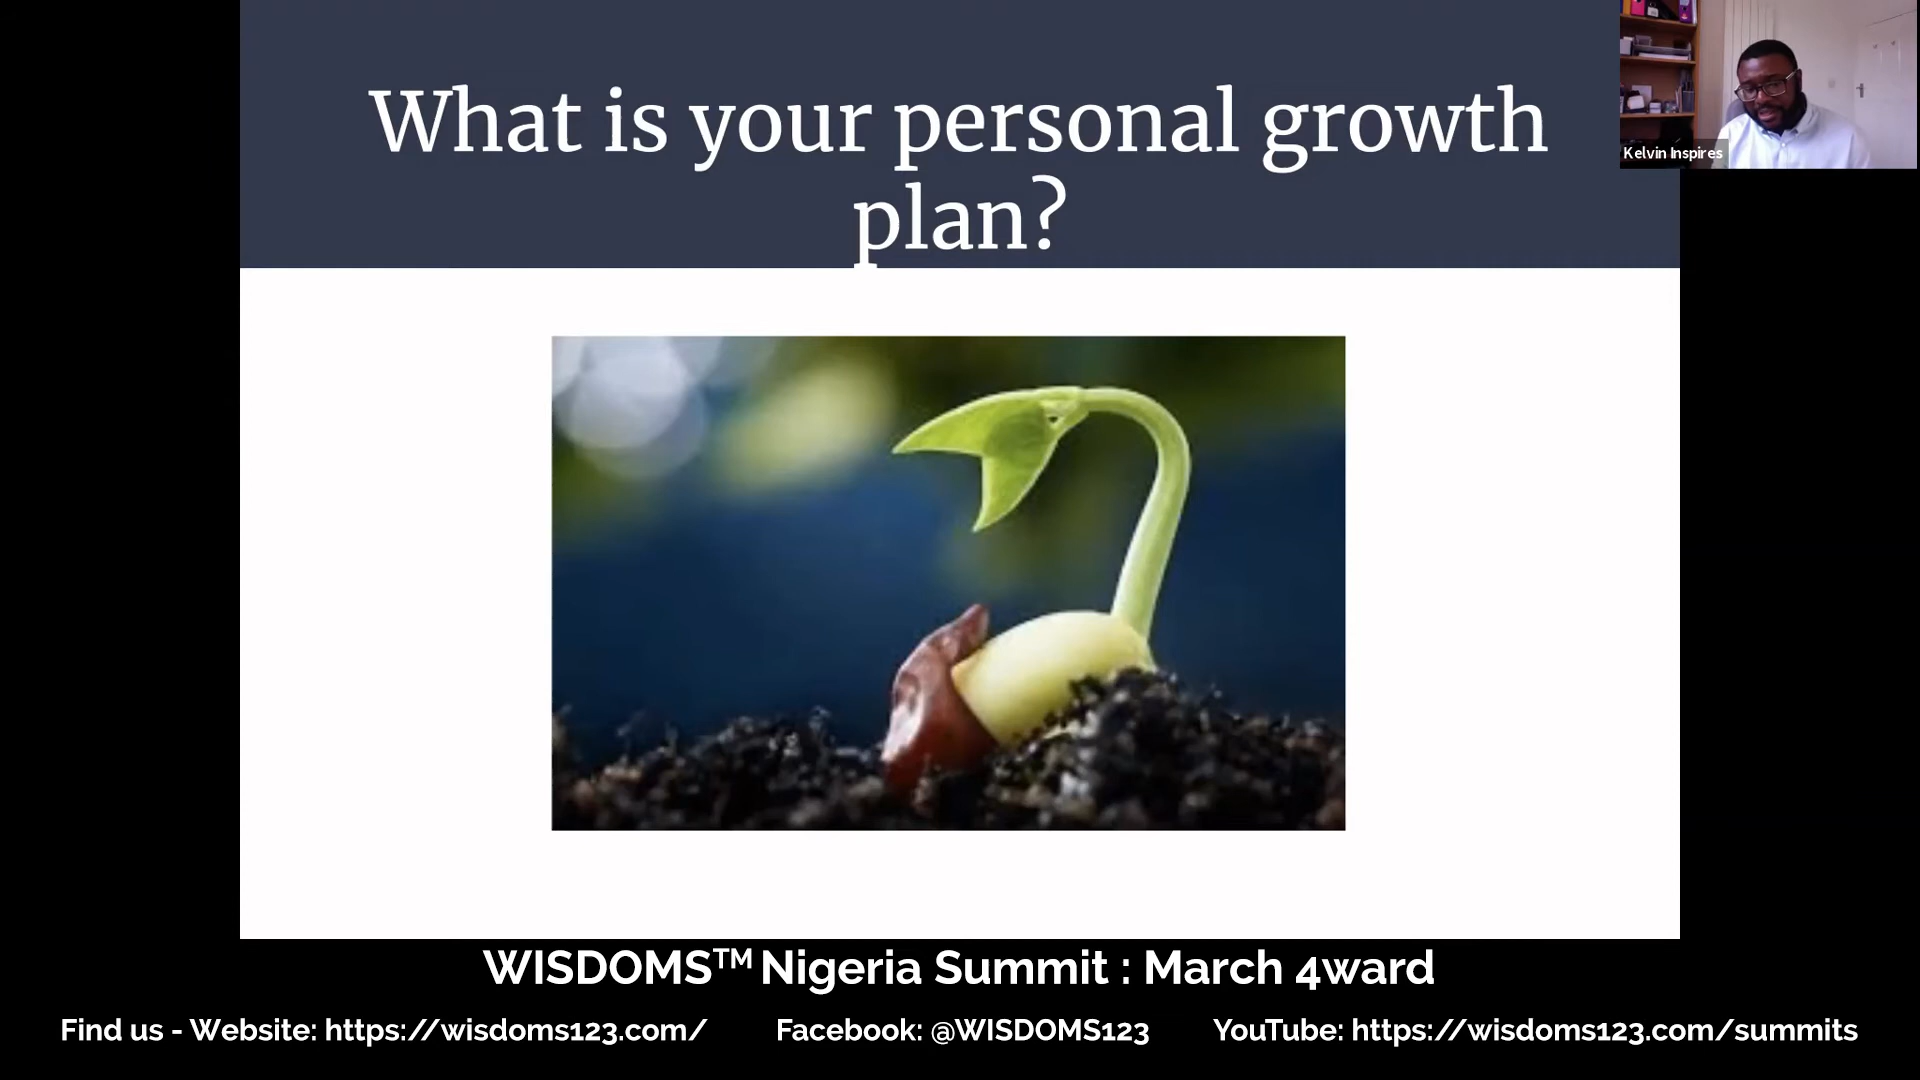 What is your personal growth
plan?
Kelvin Inspires
WISDOMS™ Nigeria Summit : March 4ward
Find us - Website: https://wisdoms123.com/ Facebook: @WISDOMS123 YouTube: https://wisdoms123.com/summits